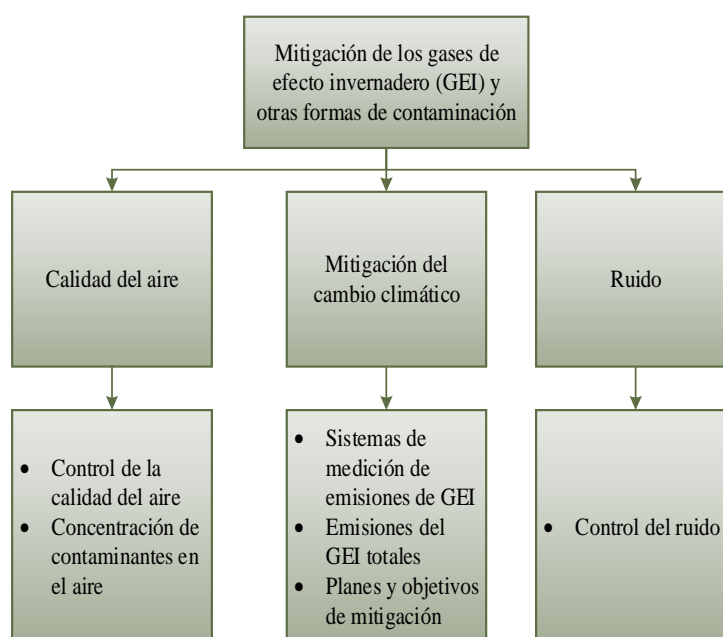 Mitigación de los gases de
efecto invernadero (GEI) y
otras formas de contaminación
Calidad del aire
Mitigación del
cambio climático
Ruido
• Control de la
calidad del aire
• Concentración de
contaminantes en
el aire
• Sistemas de
medición de
emisiones de GEI
• Emisiones del
GEI totales
• Planes y objetivos
de mitigación
• Control del ruido